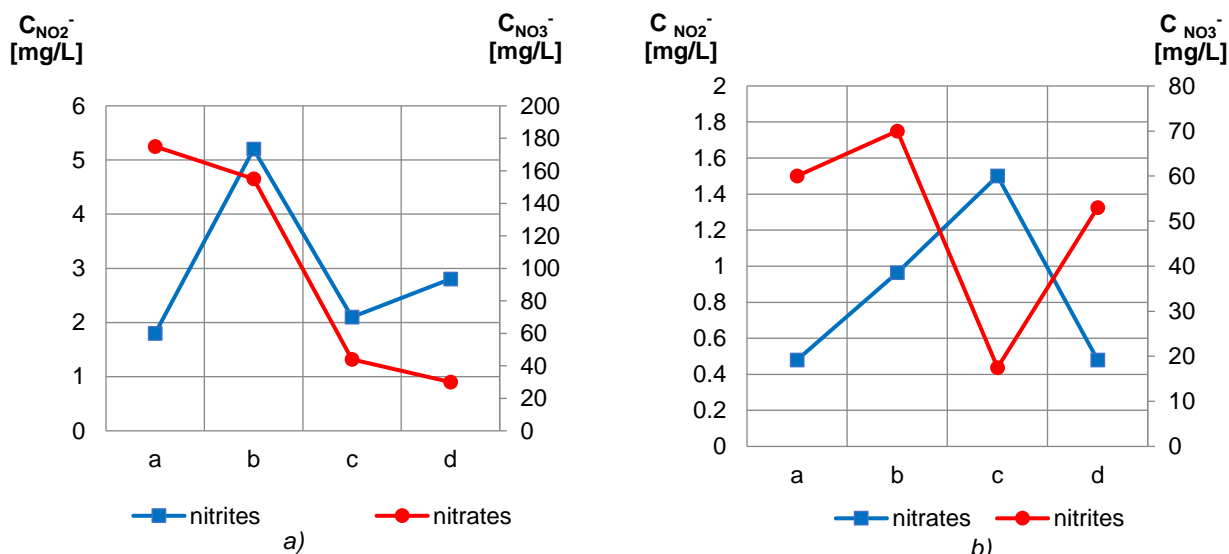 C_NO2^-
[mg/L]
C_NO3^-
[mg/L]
6
5
4
3
2
1
0
200
180
160
140
120
100
80
60
40
20
0
a b c d
nitrites nitrates
a)
C NO2^-
[mg/L]
C NO3^-
[mg/L]
2
1.8
1.6
1.4
1.2
1
0.8
0.6
0.4
0.2
0
80
70
60
50
40
30
20
10
0
a b c d
nitrates nitrites
b)